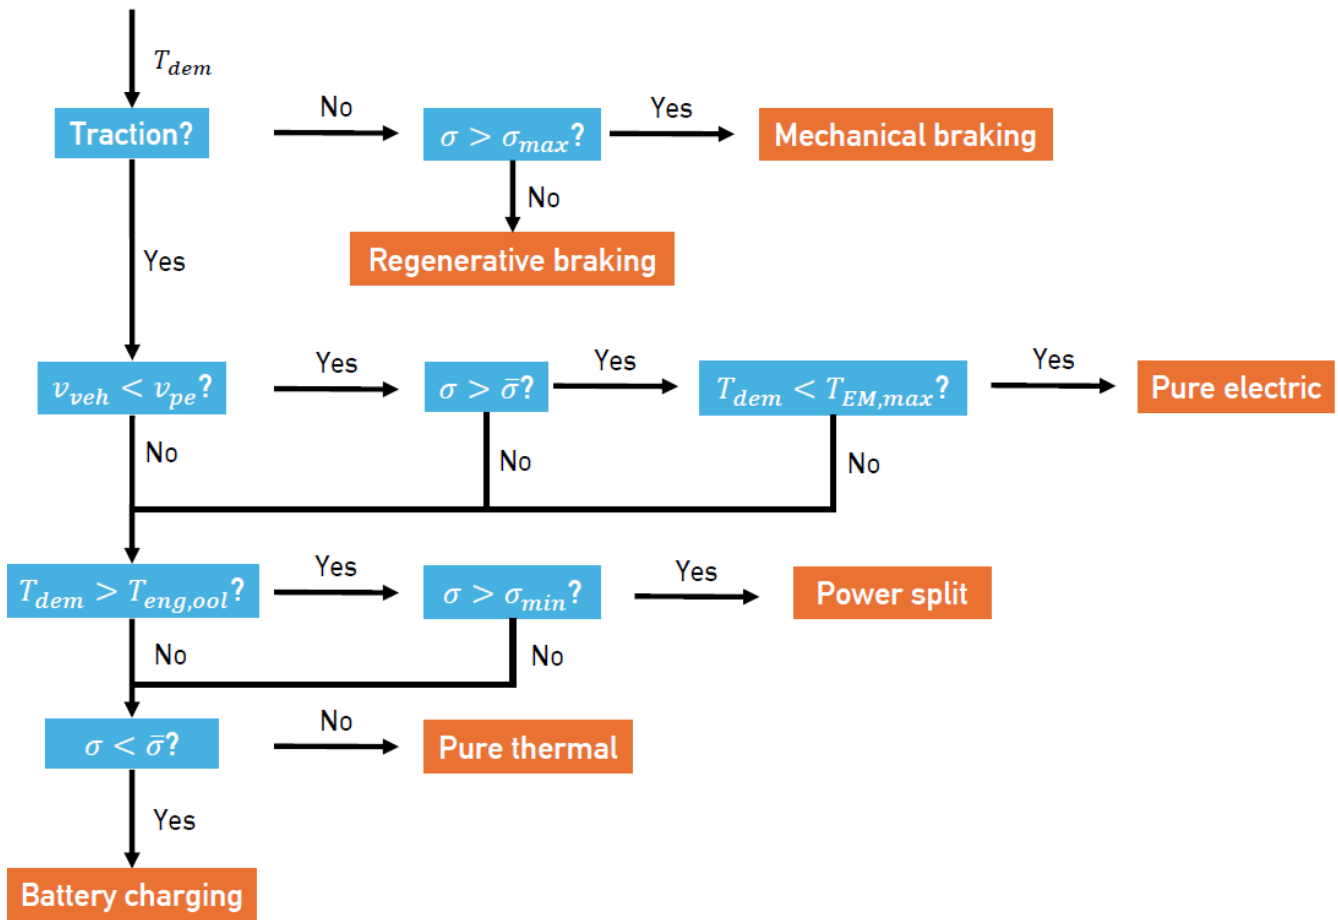 T_dem
Traction?
No
σ > σ_max?
Yes
Mechanical braking
No
Yes
Regenerative braking
v_veh < v_pe?
Yes
σ > σ̄?
Yes
T_dem < T_EM,max?
Yes
Pure electric
No
No
No
T_dem > T_eng,ool?
Yes
σ > σ_min?
Yes
Power split
No
No
σ < σ̄?
No
Pure thermal
Yes
Battery charging